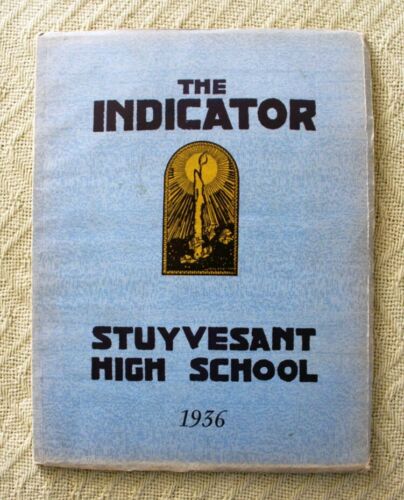 THE
INDICATOR
STUYVESANT
HIGH SCHOOL
1936